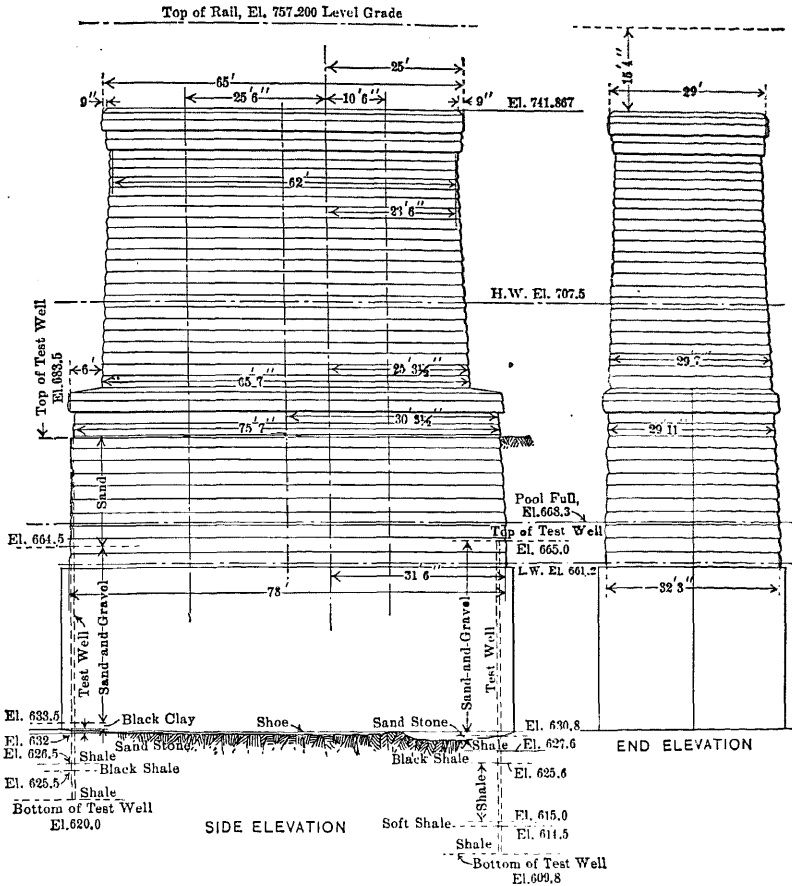 Top of Rail, El. 757.200 Level Grade
25'
65'
9"
25' 6"
10' 6"
9"
El. 741.867
15' 4"
29'
62'
23' 6"
H.W. El. 707.5
Top of Test Well
El. 683.5
6'
25' 3½"
65' 7"
29' 7"
30' 3½"
75' 7"
29' 11"
Sand
Pool Full,
El. 668.3
El. 664.5
Top of Test Well
El. 665.0
L.W. El. 661.2
31' 6"
78'
32' 3"
Test Well
Sand-and-Gravel
Sand-and-Gravel
Test Well
El. 633.5
Black Clay
Shoe
Sand Stone
El. 630.8
El. 632
Sand Stone
Shale
El. 627.6
END ELEVATION
El. 626.5
Shale
Black Shale
Black Shale
El. 625.6
El. 625.5
Shale
Shale
Bottom of Test Well
El. 620.0
SIDE ELEVATION
Soft Shale
El. 615.0
El. 614.5
Shale
Bottom of Test Well
El. 609.8